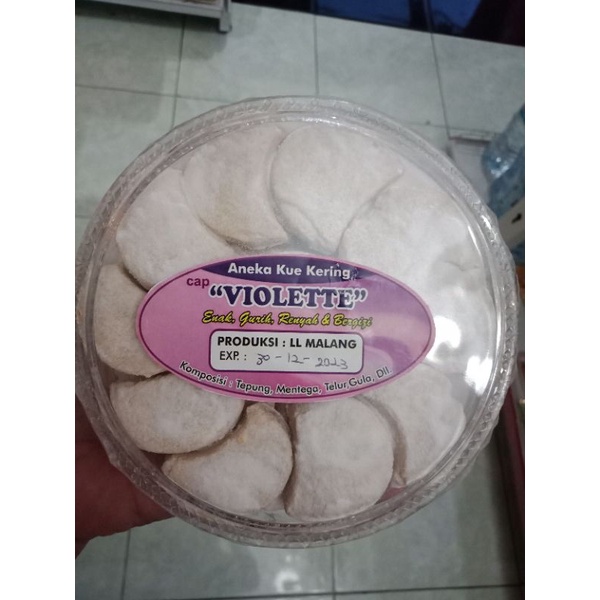 Aneka Kue Kering
cap "VIOLETTE"
Enak, Gurih, Renyah & Bergizi
PRODUKSI : LL MALANG
EXP. : 30 - 12 - 2023
Komposisi : Tepung, Mentega, Telur, Gula, Dll